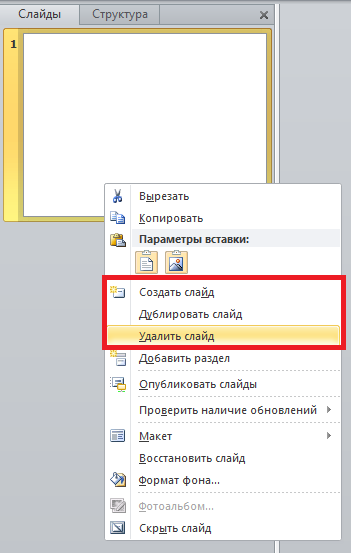 Слайды Структура
1
Вырезать
Копировать
Параметры вставки:
Создать слайд
Дублировать слайд
Удалить слайд
Добавить раздел
Опубликовать слайды
Проверить наличие обновлений
Макет
Восстановить слайд
Формат фона...
Фотоальбом...
Скрыть слайд